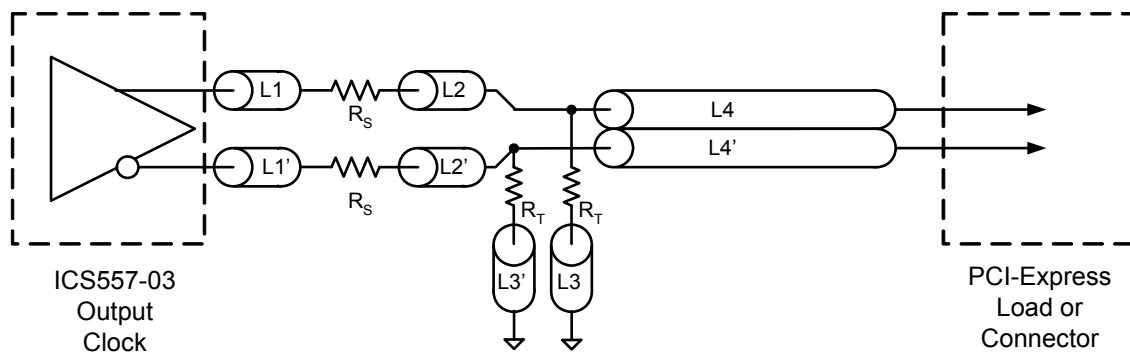 L1
R_S
L2
L4
L1'
R_S
L2'
L4'
R_T
R_T
L3'
L3
ICS557-03
Output
Clock
PCI-Express
Load or
Connector